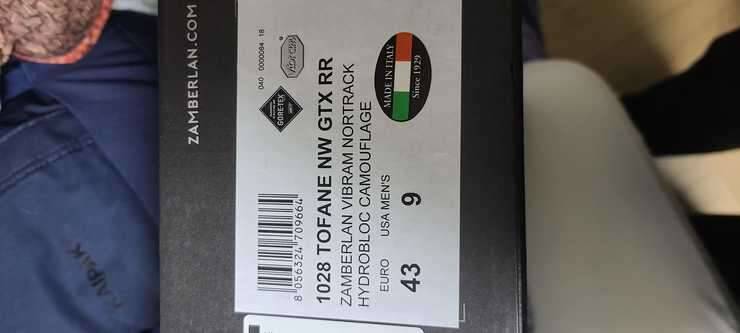 ZAMBERLAN.COM
040 0000084 18
GORE-TEX
8 056324 709664
1028 TOFANE NW GTX RR
ZAMBERLAN VIBRAM NORTRACK
HYDROBLOC CAMOUFLAGE
EURO USA MEN'S
43 9
MADE IN ITALY
Since 1929